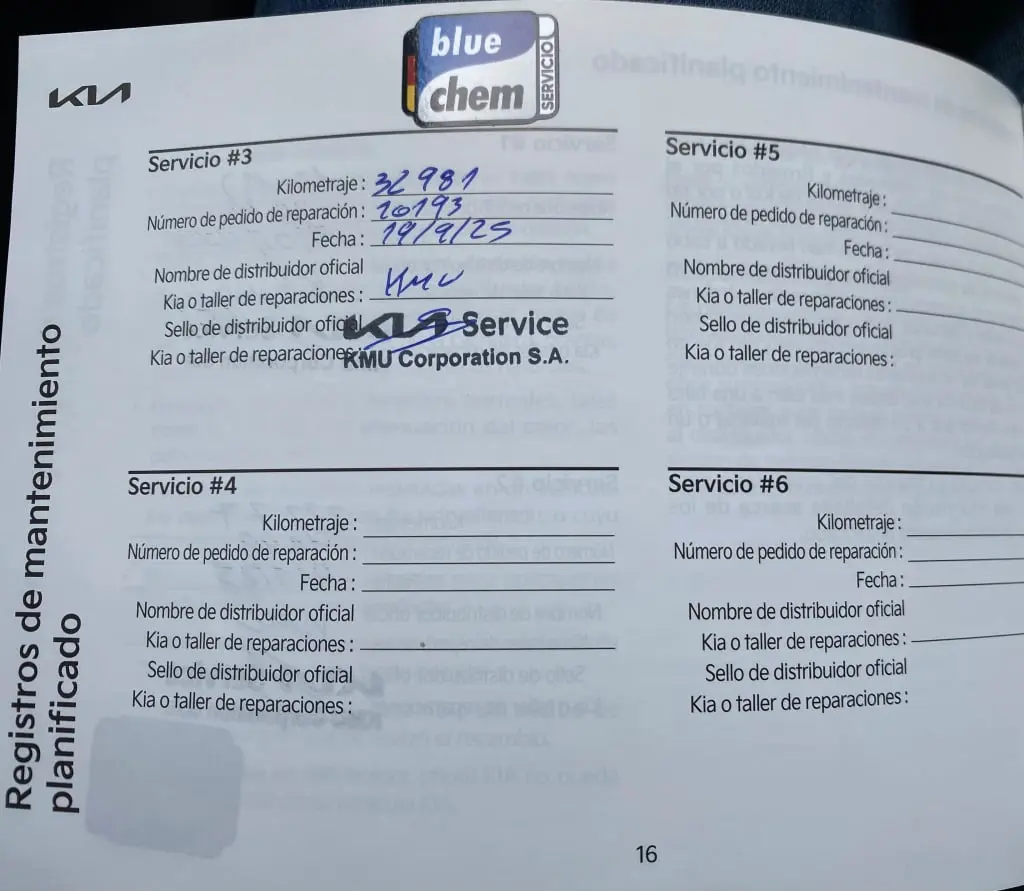 KIA
blue
chem
SERVICIO
Servicio #3
Kilometraje: 32981
Número de pedido de reparación: 10193
Fecha: 19/9/25
Nombre de distribuidor oficial
Kia o taller de reparaciones: KMU
Sello de distribuidor oficial
Kia o taller de reparaciones:
KIA Service
KMU Corporation S.A.
Servicio #4
Kilometraje:
Número de pedido de reparación:
Fecha:
Nombre de distribuidor oficial
Kia o taller de reparaciones:
Sello de distribuidor oficial
Kia o taller de reparaciones:
Servicio #5
Kilometraje:
Número de pedido de reparación:
Fecha:
Nombre de distribuidor oficial
Kia o taller de reparaciones:
Sello de distribuidor oficial
Kia o taller de reparaciones:
Servicio #6
Kilometraje:
Número de pedido de reparación:
Fecha:
Nombre de distribuidor oficial
Kia o taller de reparaciones:
Sello de distribuidor oficial
Kia o taller de reparaciones:
Registros de mantenimiento
planificado
16